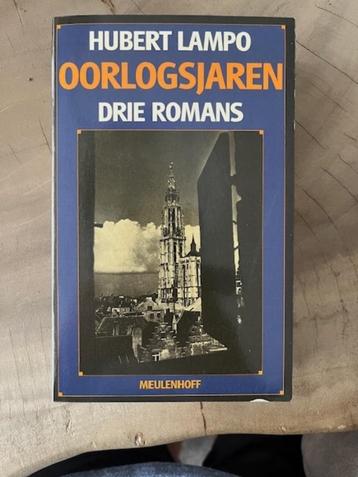 HUBERT LAMPO
OORLOGSJAREN
DRIE ROMANS
MEULENHOFF